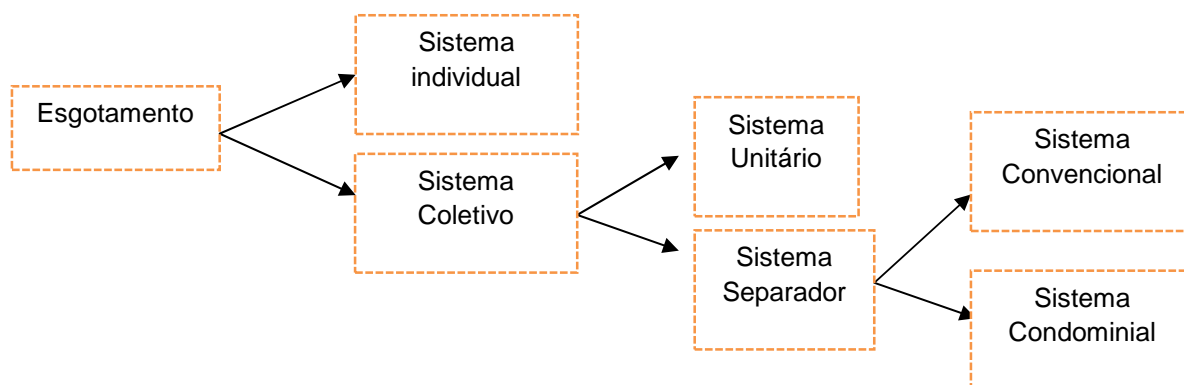 Esgotamento
Sistema
individual
Sistema
Coletivo
Sistema
Unitário
Sistema
Separador
Sistema
Convencional
Sistema
Condominial